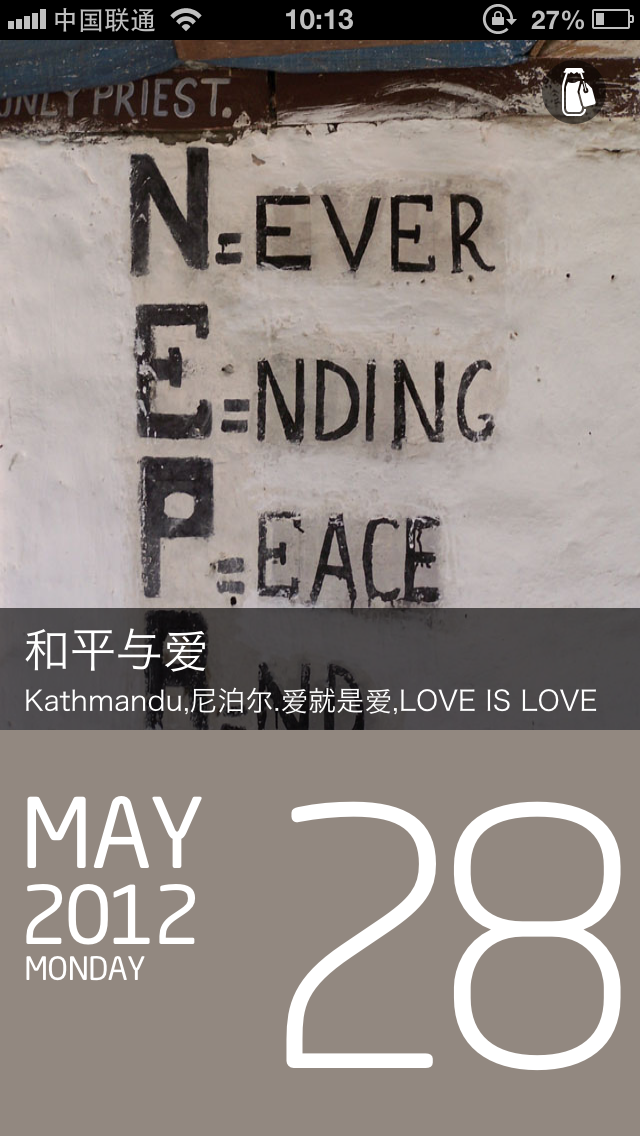 中国联通 10:13 27%
ONLY PRIEST.
N=EVER
E=NDING
P=EACE
A=ND
和平与爱
Kathmandu,尼泊尔.爱就是爱,LOVE IS LOVE
MAY
2012
MONDAY
28